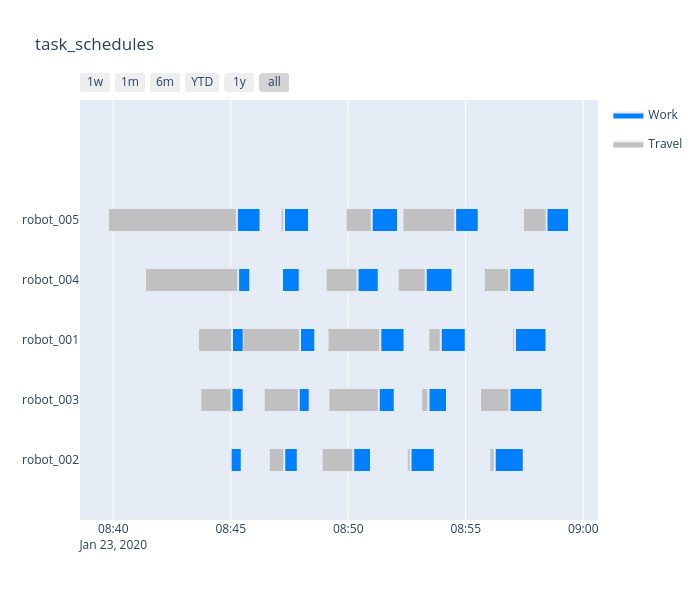 task_schedules
1w 1m 6m YTD 1y all
Work
Travel
robot_005
robot_004
robot_001
robot_003
robot_002
08:40 08:45 08:50 08:55 09:00
Jan 23, 2020